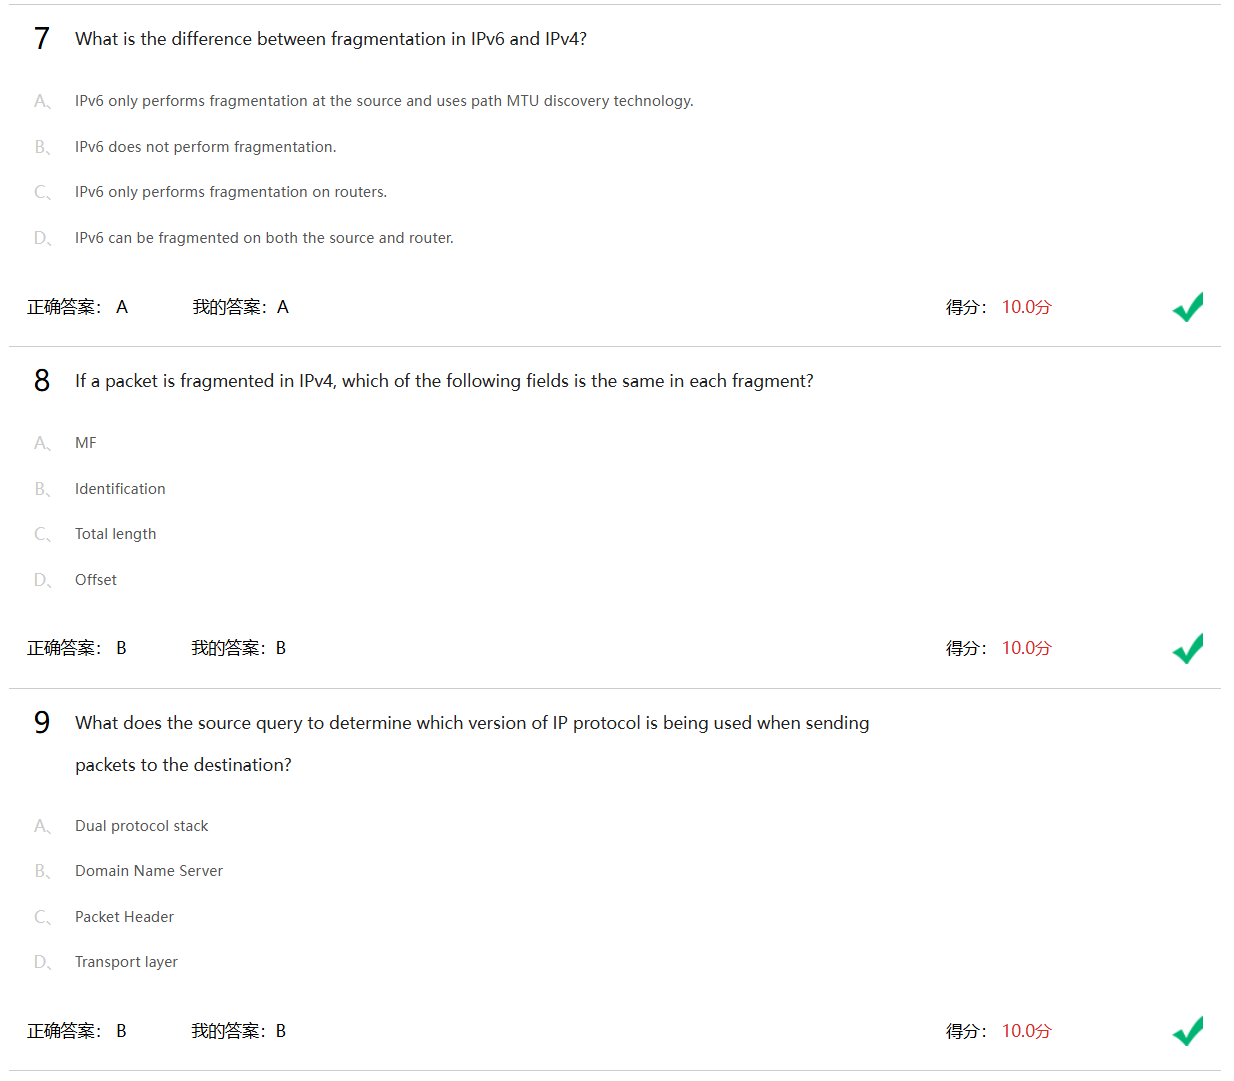 7 What is the difference between fragmentation in IPv6 and IPv4?
A、 IPv6 only performs fragmentation at the source and uses path MTU discovery technology.
B、 IPv6 does not perform fragmentation.
C、 IPv6 only performs fragmentation on routers.
D、 IPv6 can be fragmented on both the source and router.
正确答案： A 我的答案：A 得分： 10.0分
8 If a packet is fragmented in IPv4, which of the following fields is the same in each fragment?
A、 MF
B、 Identification
C、 Total length
D、 Offset
正确答案： B 我的答案：B 得分： 10.0分
9 What does the source query to determine which version of IP protocol is being used when sending
packets to the destination?
A、 Dual protocol stack
B、 Domain Name Server
C、 Packet Header
D、 Transport layer
正确答案： B 我的答案：B 得分： 10.0分